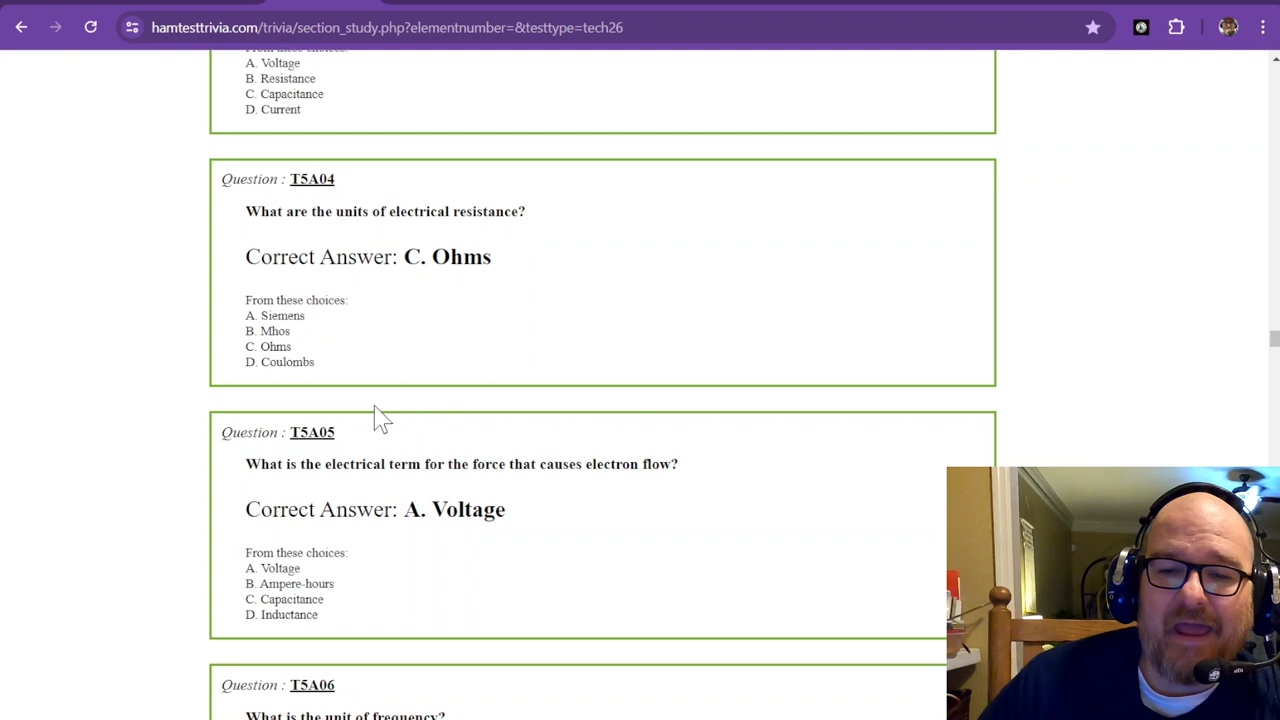 hamtesttrivia.com/trivia/section_study.php?elementnumber=&testtype=tech26
From these choices:
A. Voltage
B. Resistance
C. Capacitance
D. Current
Question : T5A04
What are the units of electrical resistance?
Correct Answer: C. Ohms
From these choices:
A. Siemens
B. Mhos
C. Ohms
D. Coulombs
Question : T5A05
What is the electrical term for the force that causes electron flow?
Correct Answer: A. Voltage
From these choices:
A. Voltage
B. Ampere-hours
C. Capacitance
D. Inductance
Question : T5A06
What is the unit of frequency?